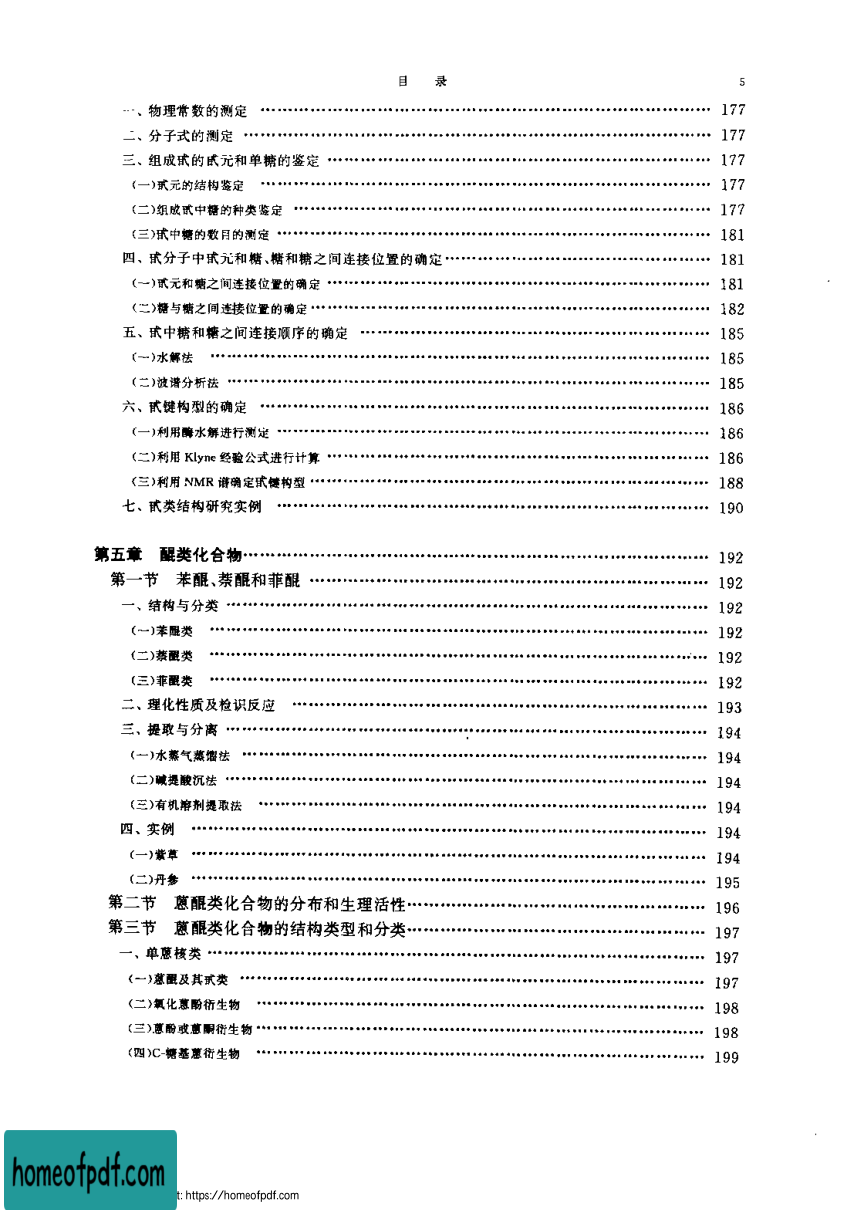 目　录　5
一、物理常数的测定 …… 177
二、分子式的测定 …… 177
三、组成甙的甙元和单糖的鉴定 …… 177
(一)甙元的结构鉴定 …… 177
(二)组成甙中糖的种类鉴定 …… 177
(三)甙中糖的数目的测定 …… 181
四、甙分子中甙元和糖、糖和糖之间连接位置的确定 …… 181
(一)甙元和糖之间连接位置的确定 …… 181
(二)糖与糖之间连接位置的确定 …… 182
五、甙中糖和糖之间连接顺序的确定 …… 185
(一)水解法 …… 185
(二)波谱分析法 …… 185
六、甙键构型的确定 …… 186
(一)利用酶水解进行测定 …… 186
(二)利用 Klyne 经验公式进行计算 …… 186
(三)利用 NMR 谱确定甙键构型 …… 188
七、甙类结构研究实例 …… 190
第五章　醌类化合物 …… 192
第一节　苯醌、萘醌和菲醌 …… 192
一、结构与分类 …… 192
(一)苯醌类 …… 192
(二)萘醌类 …… 192
(三)菲醌类 …… 192
二、理化性质及检识反应 …… 193
三、提取与分离 …… 194
(一)水蒸气蒸馏法 …… 194
(二)碱提酸沉法 …… 194
(三)有机溶剂提取法 …… 194
四、实例 …… 194
(一)紫草 …… 194
(二)丹参 …… 195
第二节　蒽醌类化合物的分布和生理活性 …… 196
第三节　蒽醌类化合物的结构类型和分类 …… 197
一、单蒽核类 …… 197
(一)蒽醌及其甙类 …… 197
(二)氧化蒽酚衍生物 …… 198
(三)蒽酚或蒽酮衍生物 …… 198
(四)C-糖基蒽衍生物 …… 199
homeofpdf.com
t: https://homeofpdf.com